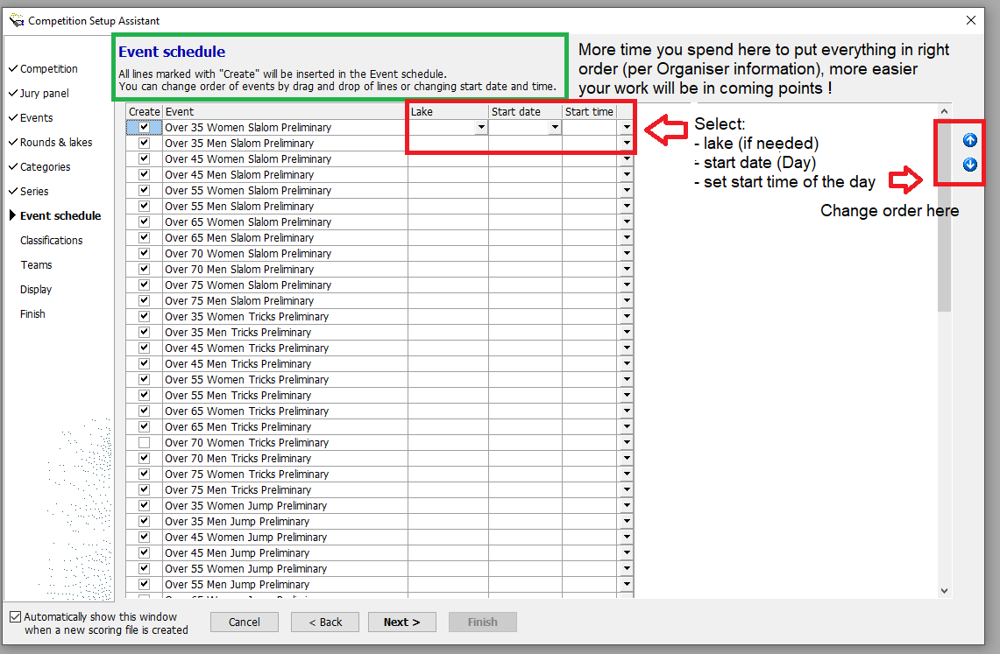 Competition Setup Assistant
Competition
Jury panel
Events
Rounds & lakes
Categories
Series
Event schedule
Classifications
Teams
Display
Finish
Event schedule
All lines marked with "Create" will be inserted in the Event schedule.
You can change order of events by drag and drop of lines or changing start date and time.
More time you spend here to put everything in right
order (per Organiser information), more easier
your work will be in coming points !
Create Event Lake Start date Start time
Over 35 Women Slalom Preliminary
Over 35 Men Slalom Preliminary
Over 45 Women Slalom Preliminary
Over 45 Men Slalom Preliminary
Over 55 Women Slalom Preliminary
Over 55 Men Slalom Preliminary
Over 65 Women Slalom Preliminary
Over 65 Men Slalom Preliminary
Over 70 Women Slalom Preliminary
Over 70 Men Slalom Preliminary
Over 75 Women Slalom Preliminary
Over 75 Men Slalom Preliminary
Over 35 Women Tricks Preliminary
Over 35 Men Tricks Preliminary
Over 45 Women Tricks Preliminary
Over 45 Men Tricks Preliminary
Over 55 Women Tricks Preliminary
Over 55 Men Tricks Preliminary
Over 65 Women Tricks Preliminary
Over 65 Men Tricks Preliminary
Over 70 Women Tricks Preliminary
Over 70 Men Tricks Preliminary
Over 75 Women Tricks Preliminary
Over 75 Men Tricks Preliminary
Over 35 Women Jump Preliminary
Over 35 Men Jump Preliminary
Over 45 Women Jump Preliminary
Over 45 Men Jump Preliminary
Over 55 Women Jump Preliminary
Over 55 Men Jump Preliminary
Select:
- lake (if needed)
- start date (Day)
- set start time of the day
Change order here
Automatically show this window
when a new scoring file is created
Cancel
< Back
Next >
Finish